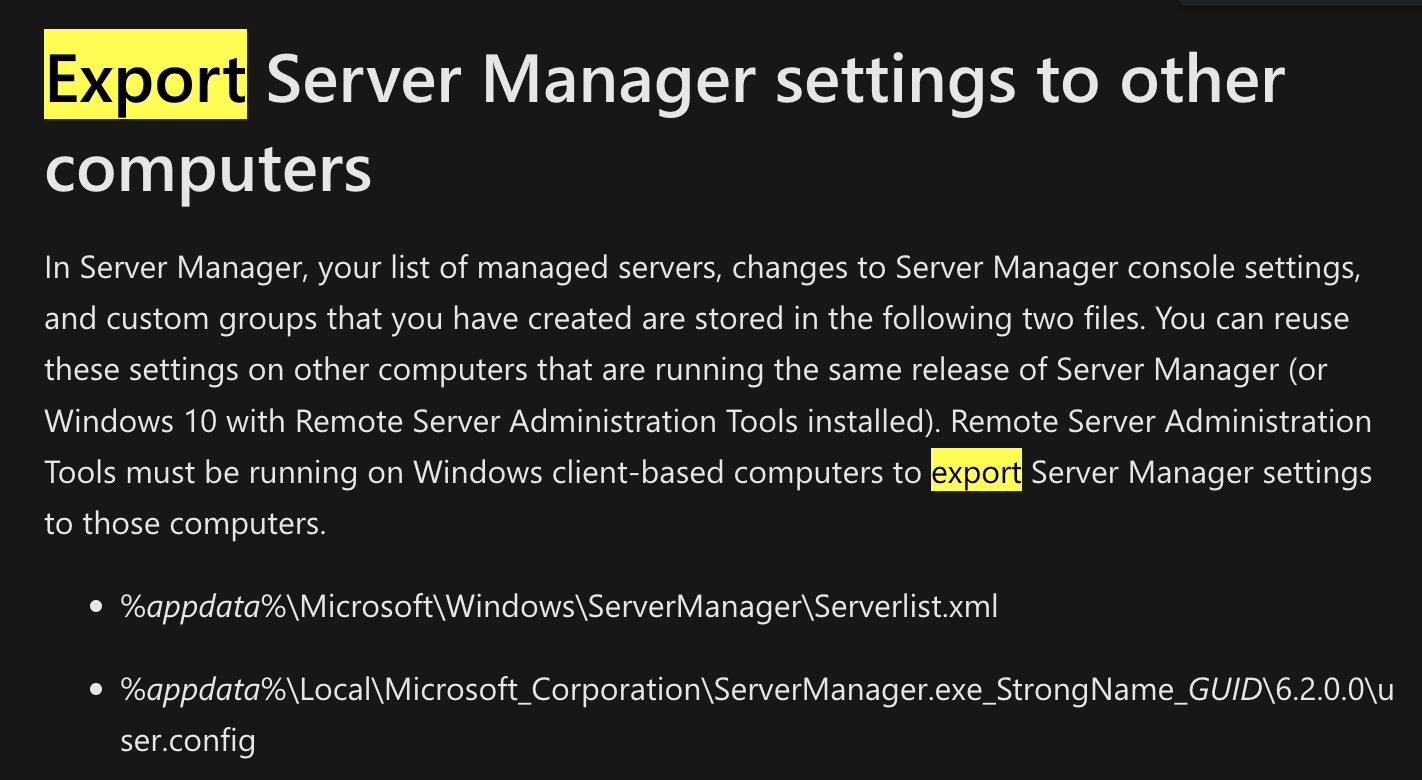 Export Server Manager settings to other
computers
In Server Manager, your list of managed servers, changes to Server Manager console settings,
and custom groups that you have created are stored in the following two files. You can reuse
these settings on other computers that are running the same release of Server Manager (or
Windows 10 with Remote Server Administration Tools installed). Remote Server Administration
Tools must be running on Windows client-based computers to export Server Manager settings
to those computers.
• %appdata%\Microsoft\Windows\ServerManager\Serverlist.xml
• %appdata%\Local\Microsoft_Corporation\ServerManager.exe_StrongName_GUID\6.2.0.0\u
ser.config